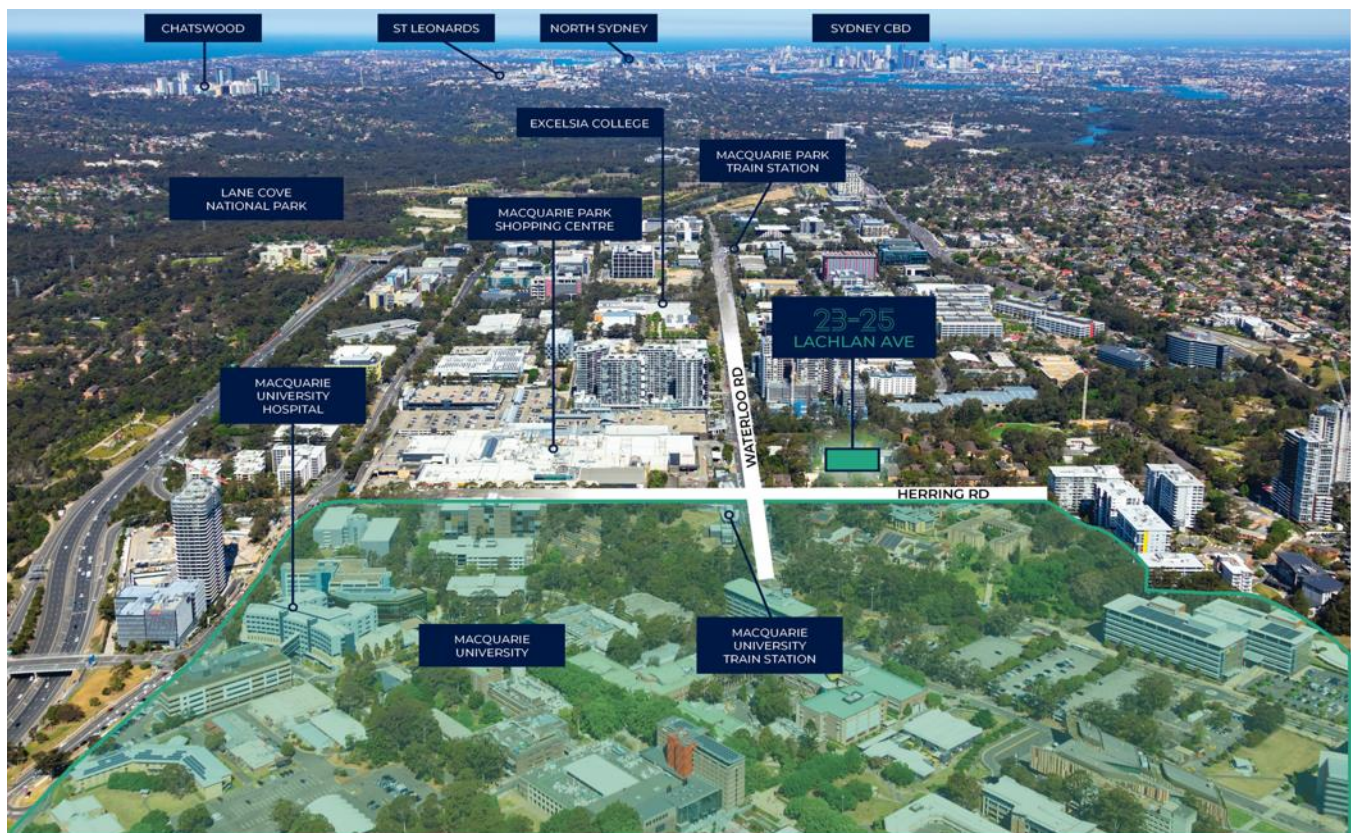 CHATSWOOD
ST LEONARDS
NORTH SYDNEY
SYDNEY CBD
EXCELSIA COLLEGE
MACQUARIE PARK
TRAIN STATION
LANE COVE
NATIONAL PARK
MACQUARIE PARK
SHOPPING CENTRE
23-25
LACHLAN AVE
MACQUARIE
UNIVERSITY
HOSPITAL
WATERLOO RD
HERRING RD
MACQUARIE
UNIVERSITY
MACQUARIE
UNIVERSITY
TRAIN STATION